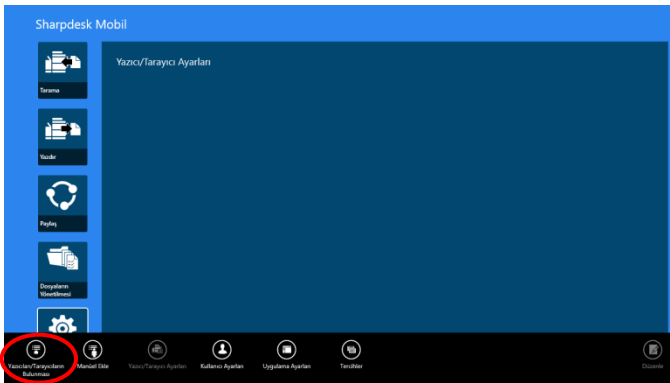 Sharpdesk Mobil
Yazıcı/Tarayıcı Ayarları
Tarama
Yazdır
Paylaş
Dosyaların
Yönetilmesi
Yazıcıları/Tarayıcıların
Bulunması
Manüel Ekle
Yazıcı/Tarayıcı Ayarları
Kullanıcı Ayarları
Uygulama Ayarları
Tercihler
Düzenle